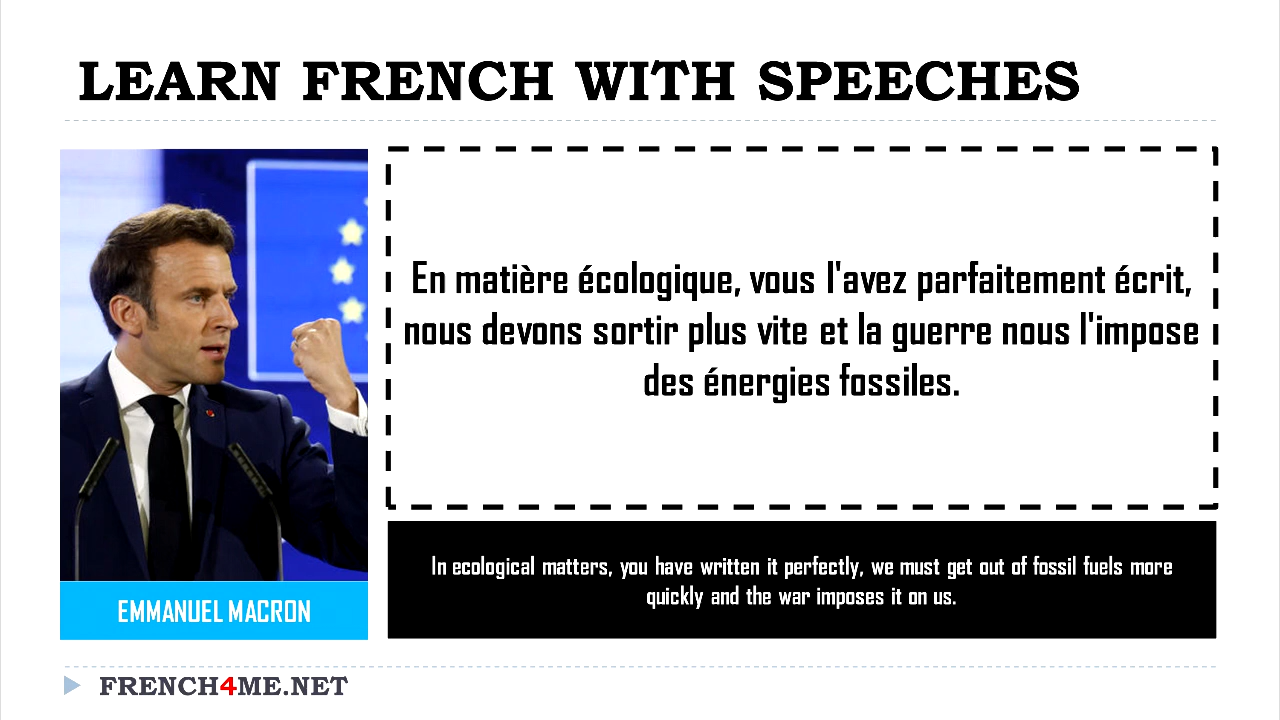 LEARN FRENCH WITH SPEECHES
En matière écologique, vous l'avez parfaitement écrit,
nous devons sortir plus vite et la guerre nous l'impose
des énergies fossiles.
In ecological matters, you have written it perfectly, we must get out of fossil fuels more
quickly and the war imposes it on us.
EMMANUEL MACRON
FRENCH4ME.NET